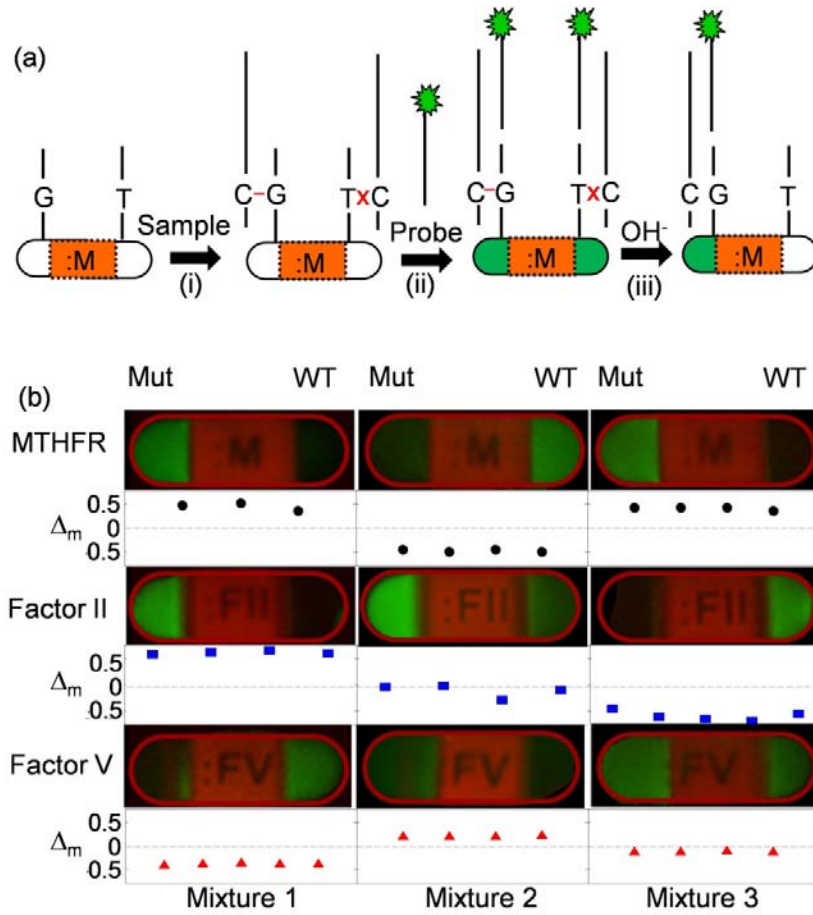 (a)
G T C – G T x C C – G T x C C G T
Sample Probe OH⁻
:M :M :M :M
(i) (ii) (iii)
(b)
Mut WT Mut WT Mut WT
MTHFR :M :M :M
0.5
Δm 0
0.5
Factor II :FII :FII :FII
0.5
Δm 0
0.5
Factor V :FV FV FV
0.5
Δm 0
0.5
Mixture 1 Mixture 2 Mixture 3